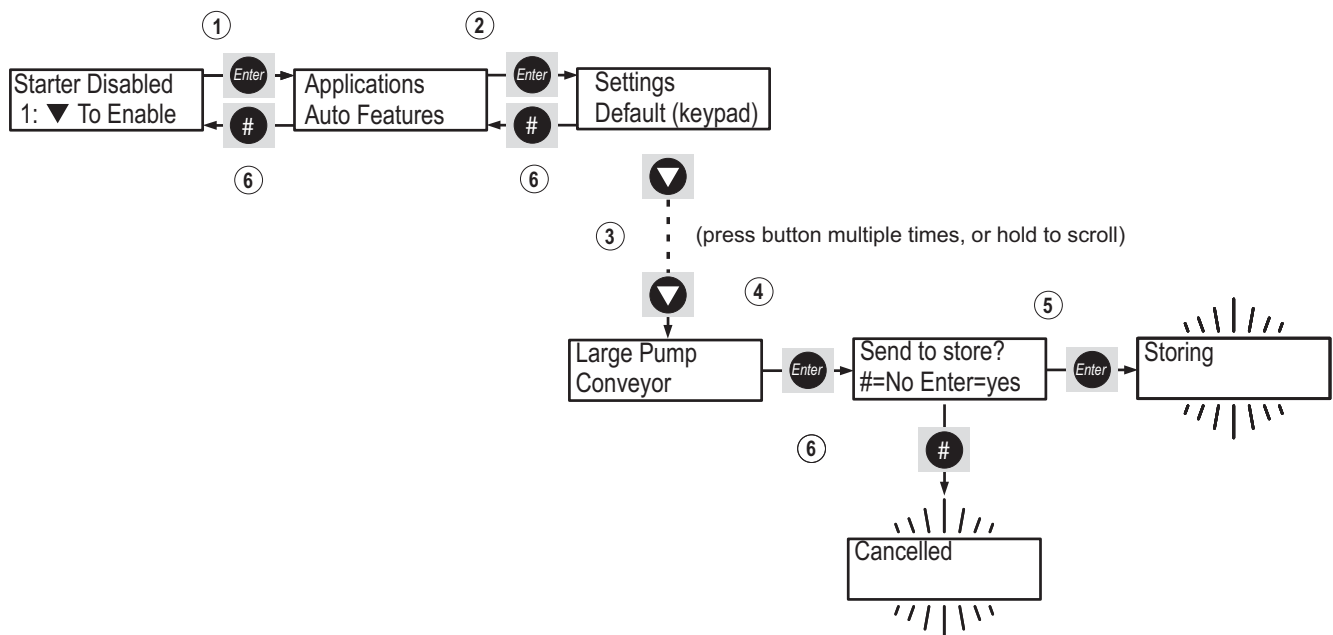 1
2
Enter
Enter
Starter Disabled
1: ▼ To Enable
Applications
Auto Features
Settings
Default (keypad)
#
#
6
6
3
(press button multiple times, or hold to scroll)
4
5
Large Pump
Conveyor
Enter
Send to store?
#=No Enter=yes
Enter
Storing
6
#
Cancelled